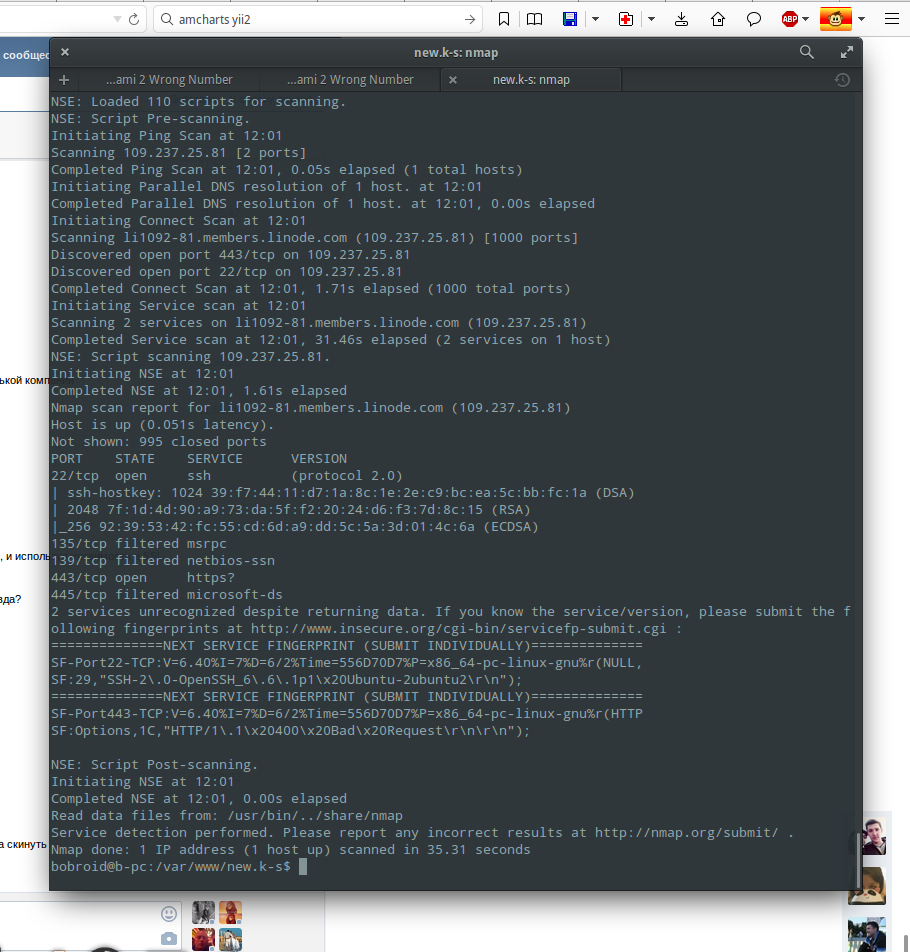 amcharts yii2
ABP
сообщес
new.k-s: nmap
...ami 2 Wrong Number
...ami 2 Wrong Number
new.k-s: nmap
NSE: Loaded 110 scripts for scanning.
NSE: Script Pre-scanning.
Initiating Ping Scan at 12:01
Scanning 109.237.25.81 [2 ports]
Completed Ping Scan at 12:01, 0.05s elapsed (1 total hosts)
Initiating Parallel DNS resolution of 1 host. at 12:01
Completed Parallel DNS resolution of 1 host. at 12:01, 0.00s elapsed
Initiating Connect Scan at 12:01
Scanning li1092-81.members.linode.com (109.237.25.81) [1000 ports]
Discovered open port 443/tcp on 109.237.25.81
Discovered open port 22/tcp on 109.237.25.81
Completed Connect Scan at 12:01, 1.71s elapsed (1000 total ports)
Initiating Service scan at 12:01
Scanning 2 services on li1092-81.members.linode.com (109.237.25.81)
Completed Service scan at 12:01, 31.46s elapsed (2 services on 1 host)
NSE: Script scanning 109.237.25.81.
Initiating NSE at 12:01
ькой комп
Completed NSE at 12:01, 1.61s elapsed
Nmap scan report for li1092-81.members.linode.com (109.237.25.81)
Host is up (0.051s latency).
Not shown: 995 closed ports
PORT    STATE    SERVICE      VERSION
22/tcp  open     ssh          (protocol 2.0)
| ssh-hostkey: 1024 39:f7:44:11:d7:1a:8c:1e:2e:c9:bc:ea:5c:bb:fc:1a (DSA)
| 2048 7f:1d:4d:90:a9:73:da:5f:f2:20:24:d6:f3:7d:8c:15 (RSA)
|_256 92:39:53:42:fc:55:cd:6d:a9:dd:5c:5a:3d:01:4c:6a (ECDSA)
135/tcp filtered msrpc
, и исполь
139/tcp filtered netbios-ssn
443/tcp open     https?
445/tcp filtered microsoft-ds
вда?
2 services unrecognized despite returning data. If you know the service/version, please submit the f
ollowing fingerprints at http://www.insecure.org/cgi-bin/servicefp-submit.cgi :
==============NEXT SERVICE FINGERPRINT (SUBMIT INDIVIDUALLY)==============
SF-Port22-TCP:V=6.40%I=7%D=6/2%Time=556D70D7%P=x86_64-pc-linux-gnu%r(NULL,
SF:29,"SSH-2\.0-OpenSSH_6\.6\.1p1\x20Ubuntu-2ubuntu2\r\n");
==============NEXT SERVICE FINGERPRINT (SUBMIT INDIVIDUALLY)==============
SF-Port443-TCP:V=6.40%I=7%D=6/2%Time=556D70D7%P=x86_64-pc-linux-gnu%r(HTTP
SF:Options,1C,"HTTP/1\.1\x20400\x20Bad\x20Request\r\n\r\n");
NSE: Script Post-scanning.
Initiating NSE at 12:01
Completed NSE at 12:01, 0.00s elapsed
Read data files from: /usr/bin/../share/nmap
Service detection performed. Please report any incorrect results at http://nmap.org/submit/ .
а скинуть
Nmap done: 1 IP address (1 host up) scanned in 35.31 seconds
bobroid@b-pc:/var/www/new.k-s$